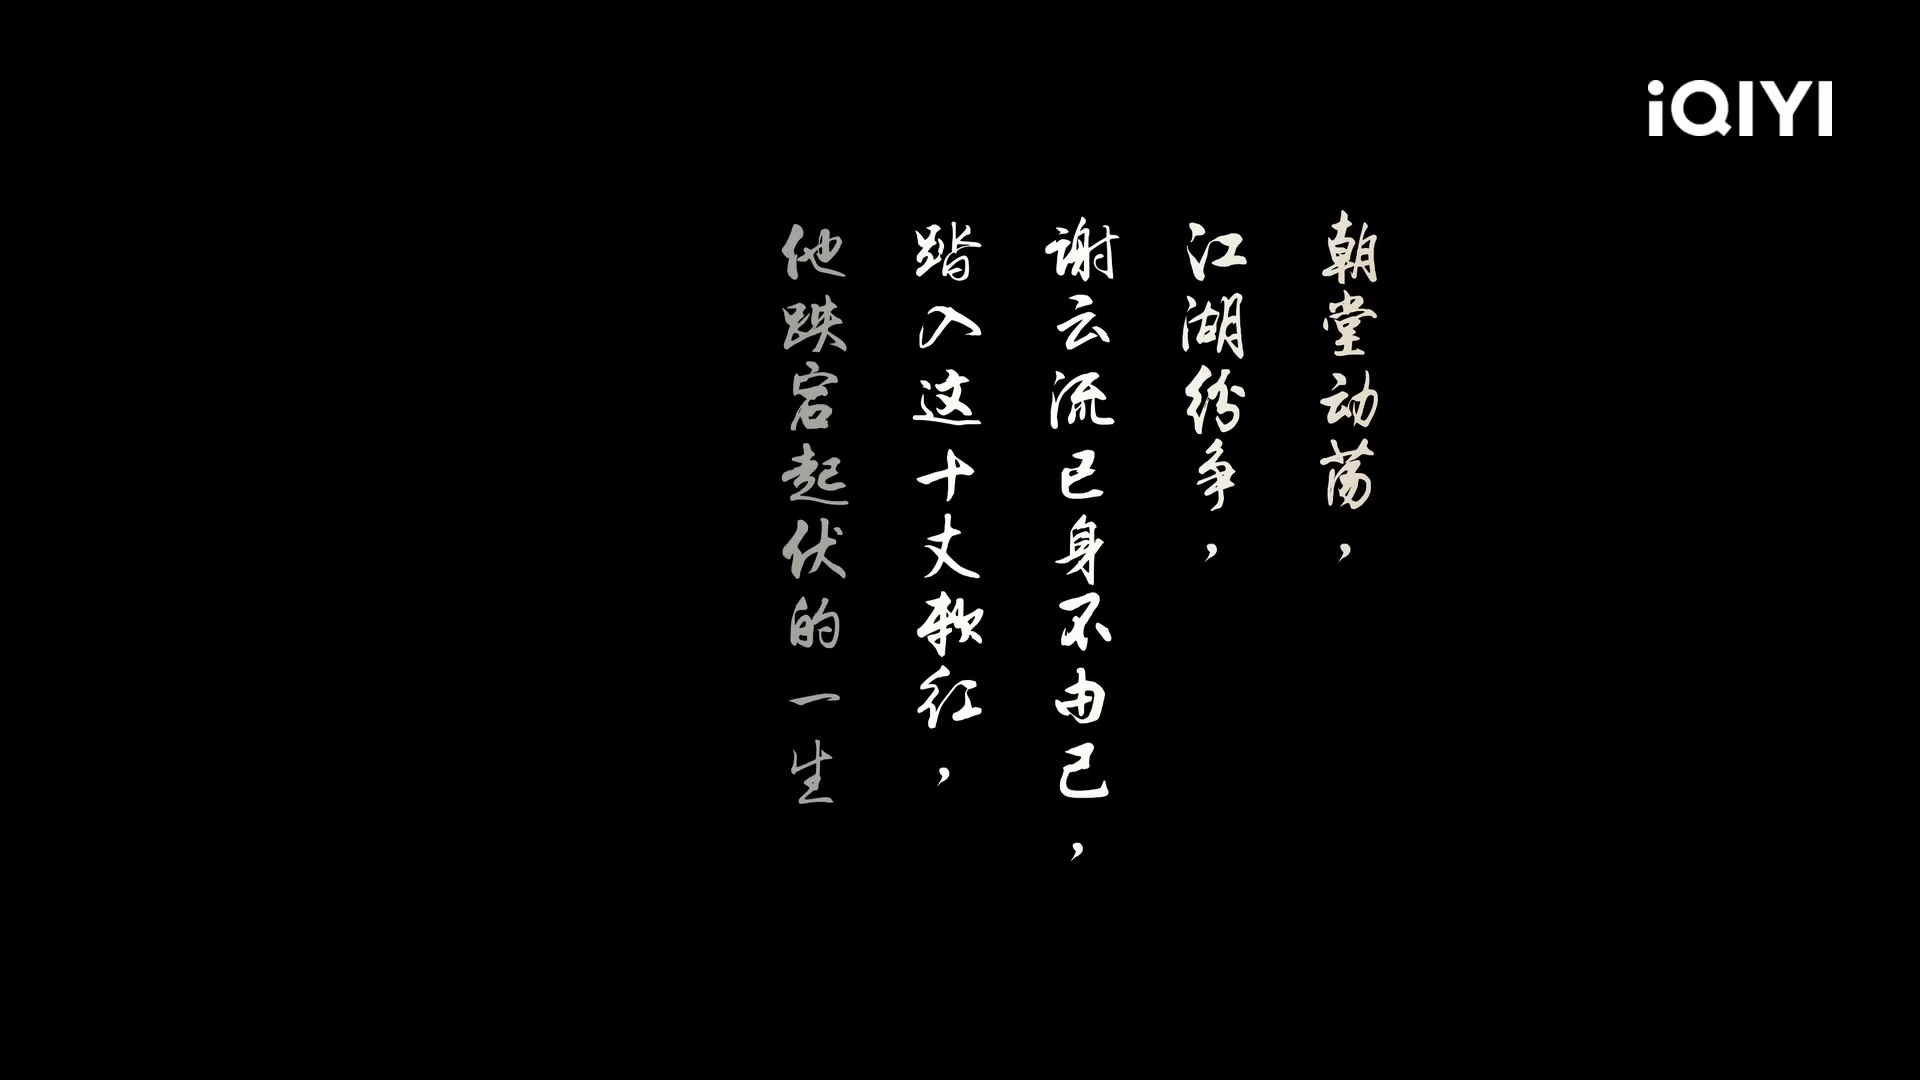 iQIYI
朝堂动荡，
江湖纷争，
谢云流已身不由己，
踏入这十丈软红，
他跌宕起伏的一生